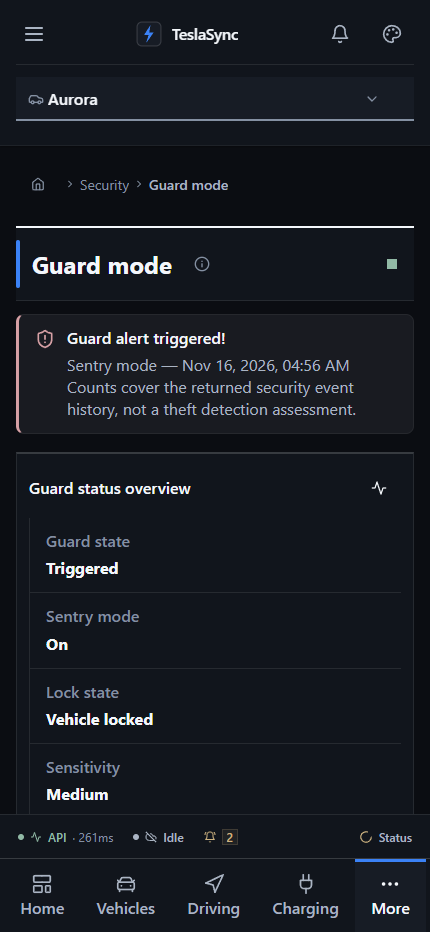 TeslaSync
Aurora
Security
Guard mode
Guard mode
Guard alert triggered!
Sentry mode — Nov 16, 2026, 04:56 AM
Counts cover the returned security event
history, not a theft detection assessment.
Guard status overview
Guard state
Triggered
Sentry mode
On
Lock state
Vehicle locked
Sensitivity
Medium
API · 261ms
Idle
2
Status
Home
Vehicles
Driving
Charging
More